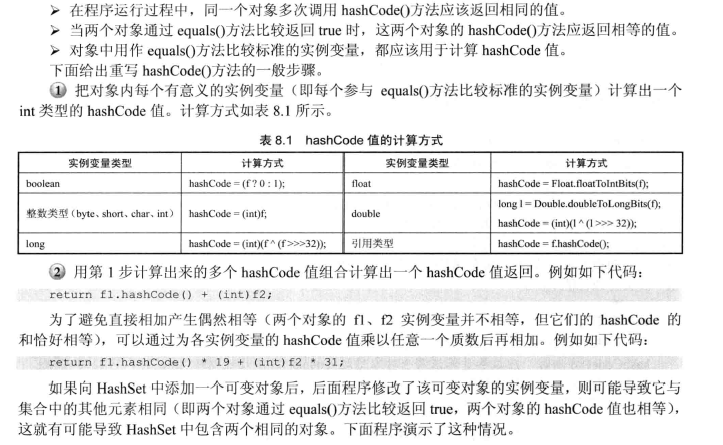 ➢ 在程序运行过程中，同一个对象多次调用 hashCode()方法应该返回相同的值。
➢ 当两个对象通过 equals()方法比较返回 true 时，这两个对象的 hashCode()方法应返回相等的值。
➢ 对象中用作 equals()方法比较标准的实例变量，都应该用于计算 hashCode 值。
下面给出重写 hashCode()方法的一般步骤。
① 把对象内每个有意义的实例变量（即每个参与 equals()方法比较标准的实例变量）计算出一个
int 类型的 hashCode 值。计算方式如表 8.1 所示。
表 8.1 hashCode 值的计算方式
实例变量类型 计算方式 实例变量类型 计算方式
boolean hashCode = (f ? 0 : 1); float hashCode = Float.floatToIntBits(f);
整数类型（byte、short、char、int） hashCode = (int)f; double long l = Double.doubleToLongBits(f);
hashCode = (int)(l ^ (l >>> 32));
long hashCode = (int)(f ^ (f >>>32)); 引用类型 hashCode = f.hashCode();
② 用第 1 步计算出来的多个 hashCode 值组合计算出一个 hashCode 值返回。例如如下代码：
return f1.hashCode() + (int)f2;
为了避免直接相加产生偶然相等（两个对象的 f1、f2 实例变量并不相等，但它们的 hashCode 的
和恰好相等），可以通过为各实例变量的 hashCode 值乘以任意一个质数后再相加。例如如下代码：
return f1.hashCode() * 19 + (int)f2 * 31;
如果向 HashSet 中添加一个可变对象后，后面程序修改了该可变对象的实例变量，则可能导致它与
集合中的其他元素相同（即两个对象通过 equals()方法比较返回 true，两个对象的 hashCode 值也相等），
这就有可能导致 HashSet 中包含两个相同的对象。下面程序演示了这种情况。